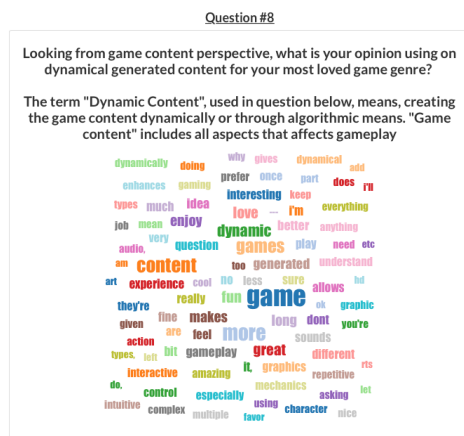 Question #8
Looking from game content perspective, what is your opinion using on
dynamical generated content for your most loved game genre?
The term "Dynamic Content", used in question below, means, creating
the game content dynamically or through algorithmic means. "Game
content" includes all aspects that affects gameplay
dynamically doing why gives dynamical add
enhances gaming prefer once part does i'll
types much idea interesting keep
love — i'm everything
job mean enjoy dynamic better anything
audio, very question games play need etc
am content too generated understand
art experience cool no less sure allows hd
they're really fun game ok graphic
given fine makes long dont you're
action are feel more sounds
types, left bit gameplay great different
interactive amazing it, graphics repetitive rts
do, control especially mechanics asking let
intuitive complex multiple using favor character nice